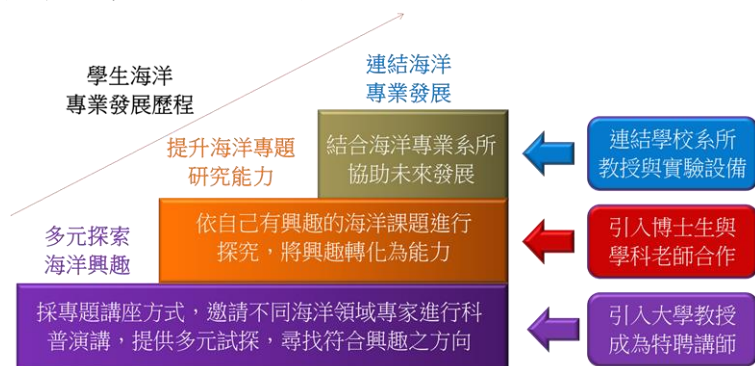 學生海洋
專業發展歷程
連結海洋
專業發展
結合海洋專業系所
協助未來發展
連結學校系所
教授與實驗設備
提升海洋專題
研究能力
依自己有興趣的海洋課題進行
探究，將興趣轉化為能力
引入博士生與
學科老師合作
多元探索
海洋興趣
採專題講座方式，邀請不同海洋領域專家進行科
普演講，提供多元試探，尋找符合興趣之方向
引入大學教授
成為特聘講師